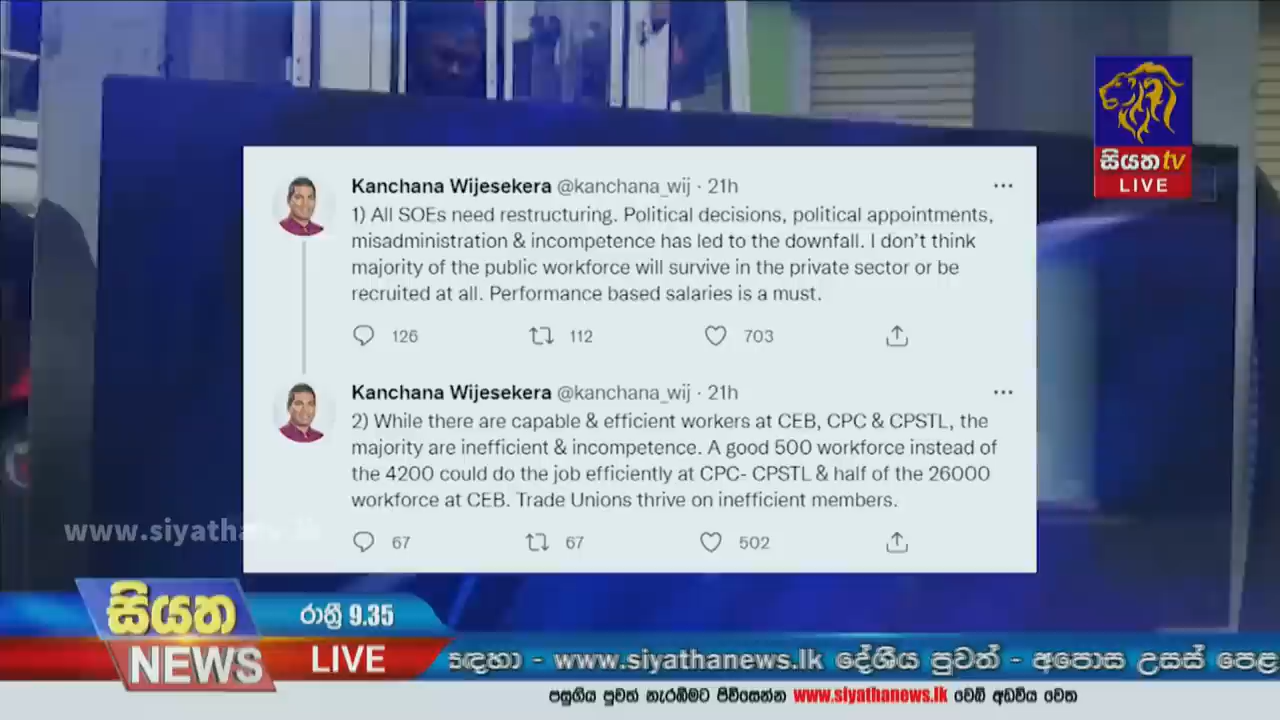 සියත tv
LIVE
Kanchana Wijesekera @kanchana_wij · 21h
1) All SOEs need restructuring. Political decisions, political appointments,
misadministration & incompetence has led to the downfall. I don't think
majority of the public workforce will survive in the private sector or be
recruited at all. Performance based salaries is a must.
126 112 703
Kanchana Wijesekera @kanchana_wij · 21h
2) While there are capable & efficient workers at CEB, CPC & CPSTL, the
majority are inefficient & incompetence. A good 500 workforce instead of
the 4200 could do the job efficiently at CPC- CPSTL & half of the 26000
workforce at CEB. Trade Unions thrive on inefficient members.
67 67 502
www.siyathanews.lk
සියත
NEWS
රාත්‍රී 9.35
LIVE
සඳහා - www.siyathanews.lk දේශීය පුවත් - අපොස උසස් පෙළ
පසුගිය පුවත් නැරඹීමට පිවිසෙන්න www.siyathanews.lk වෙබ් අඩවිය වෙත